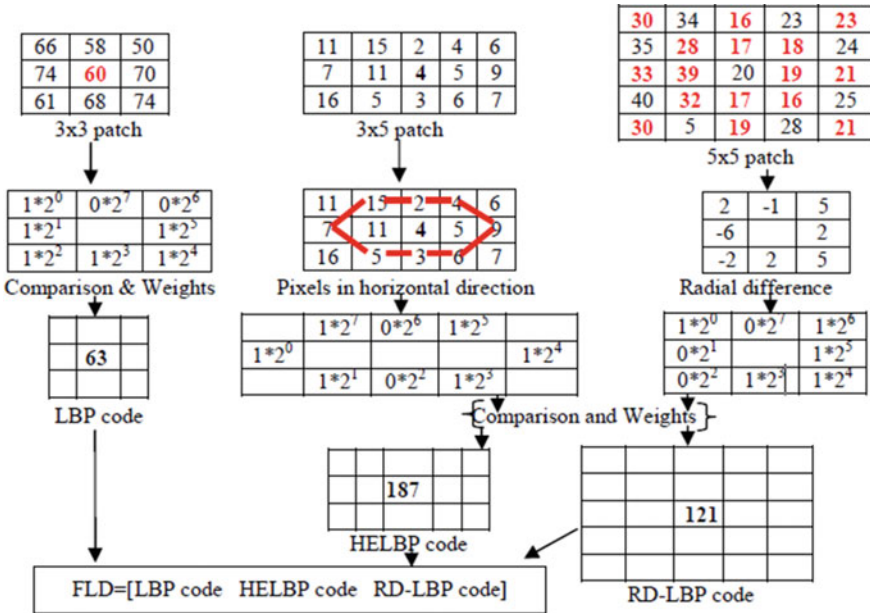 66 58 50
74 60 70
61 68 74
3x3 patch
11 15 2 4 6
7 11 4 5 9
16 5 3 6 7
3x5 patch
30 34 16 23 23
35 28 17 18 24
33 39 20 19 21
40 32 17 16 25
30 5 19 28 21
5x5 patch
1*2^0 0*2^7 0*2^6
1*2^1 1*2^5
1*2^2 1*2^3 1*2^4
Comparison & Weights
11 15 2 4 6
7 11 4 5 9
16 5 3 6 7
Pixels in horizontal direction
2 -1 5
-6 2
-2 2 5
Radial difference
63
LBP code
1*2^7 0*2^6 1*2^5
1*2^0 1*2^4
1*2^1 0*2^2 1*2^3
1*2^0 0*2^7 1*2^6
0*2^1 1*2^5
0*2^2 1*2^3 1*2^4
Comparison and Weights
187
HELBP code
121
RD-LBP code
FLD=[LBP code HELBP code RD-LBP code]